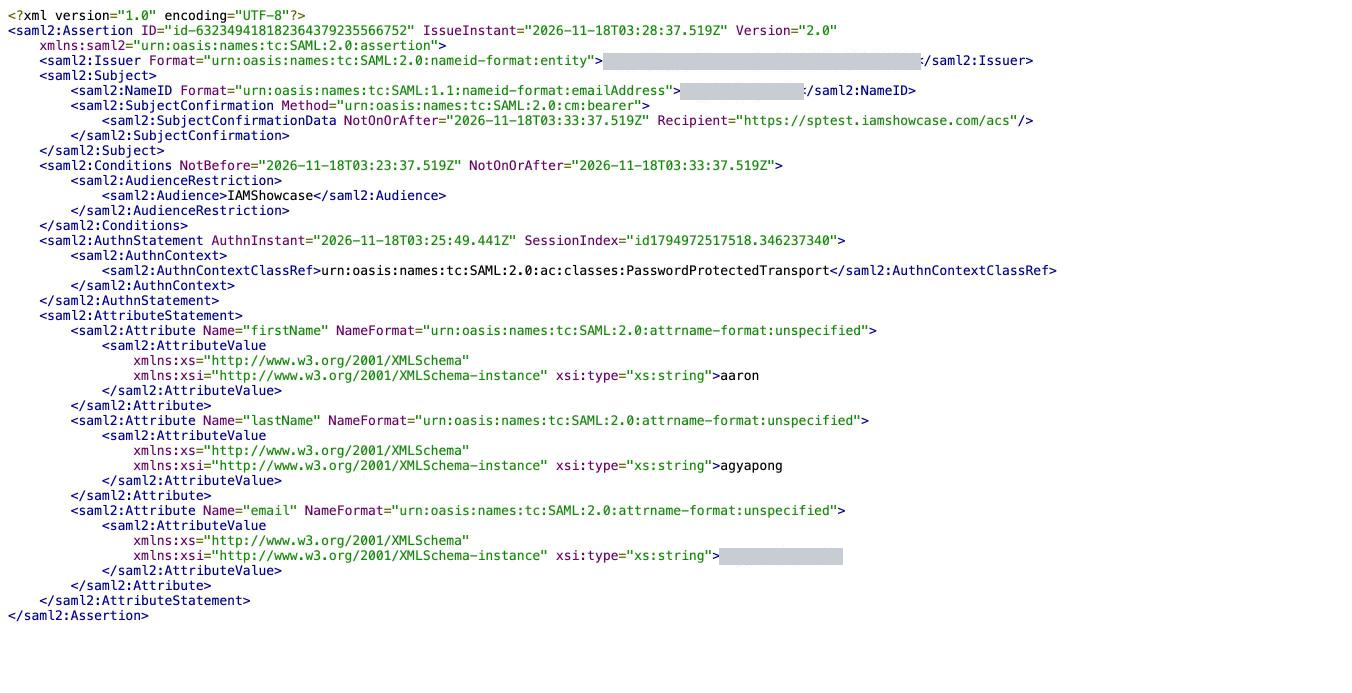 <?xml version="1.0" encoding="UTF-8"?>
<saml2:Assertion ID="id-6323494181823643792355666752" IssueInstant="2026-11-18T03:28:37.519Z" Version="2.0"
    xmlns:saml2="urn:oasis:names:tc:SAML:2.0:assertion">
    <saml2:Issuer Format="urn:oasis:names:tc:SAML:2.0:nameid-format:entity"></saml2:Issuer>
    <saml2:Subject>
        <saml2:NameID Format="urn:oasis:names:tc:SAML:1.1:nameid-format:emailAddress"></saml2:NameID>
        <saml2:SubjectConfirmation Method="urn:oasis:names:tc:SAML:2.0:cm:bearer">
            <saml2:SubjectConfirmationData NotOnOrAfter="2026-11-18T03:33:37.519Z" Recipient="https://sptest.iamshowcase.com/acs"/>
        </saml2:SubjectConfirmation>
    </saml2:Subject>
    <saml2:Conditions NotBefore="2026-11-18T03:23:37.519Z" NotOnOrAfter="2026-11-18T03:33:37.519Z">
        <saml2:AudienceRestriction>
            <saml2:Audience>IAMShowcase</saml2:Audience>
        </saml2:AudienceRestriction>
    </saml2:Conditions>
    <saml2:AuthnStatement AuthnInstant="2026-11-18T03:25:49.441Z" SessionIndex="id1794972517518.346237340">
        <saml2:AuthnContext>
            <saml2:AuthnContextClassRef>urn:oasis:names:tc:SAML:2.0:ac:classes:PasswordProtectedTransport</saml2:AuthnContextClassRef>
        </saml2:AuthnContext>
    </saml2:AuthnStatement>
    <saml2:AttributeStatement>
        <saml2:Attribute Name="firstName" NameFormat="urn:oasis:names:tc:SAML:2.0:attrname-format:unspecified">
            <saml2:AttributeValue
                xmlns:xs="http://www.w3.org/2001/XMLSchema"
                xmlns:xsi="http://www.w3.org/2001/XMLSchema-instance" xsi:type="xs:string">aaron
            </saml2:AttributeValue>
        </saml2:Attribute>
        <saml2:Attribute Name="lastName" NameFormat="urn:oasis:names:tc:SAML:2.0:attrname-format:unspecified">
            <saml2:AttributeValue
                xmlns:xs="http://www.w3.org/2001/XMLSchema"
                xmlns:xsi="http://www.w3.org/2001/XMLSchema-instance" xsi:type="xs:string">agyapong
            </saml2:AttributeValue>
        </saml2:Attribute>
        <saml2:Attribute Name="email" NameFormat="urn:oasis:names:tc:SAML:2.0:attrname-format:unspecified">
            <saml2:AttributeValue
                xmlns:xs="http://www.w3.org/2001/XMLSchema"
                xmlns:xsi="http://www.w3.org/2001/XMLSchema-instance" xsi:type="xs:string">
            </saml2:AttributeValue>
        </saml2:Attribute>
    </saml2:AttributeStatement>
</saml2:Assertion>